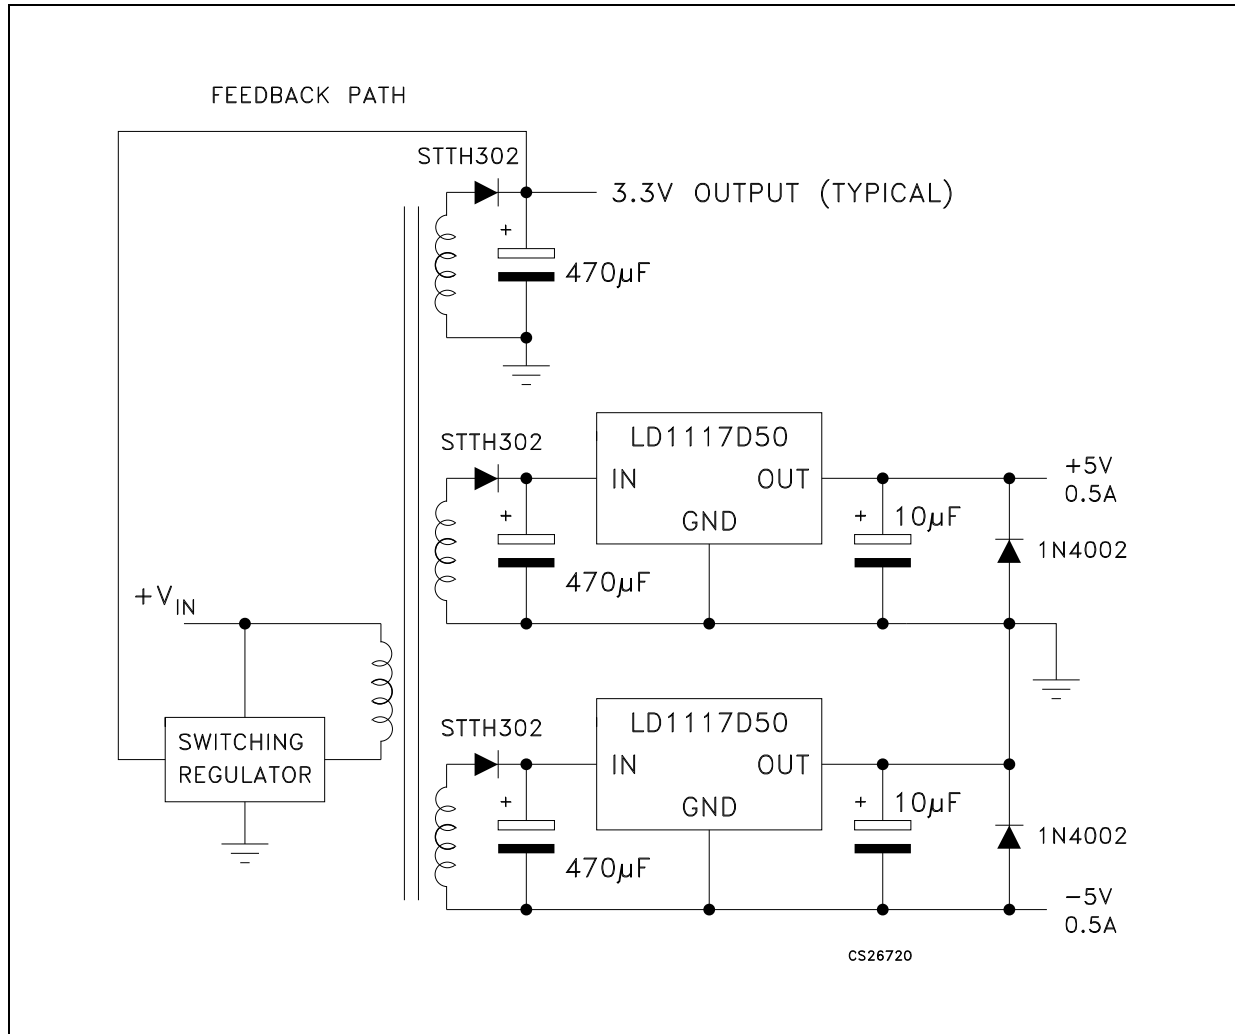 FEEDBACK PATH
STTH302
3.3V OUTPUT (TYPICAL)
+
470µF
STTH302
LD1117D50
IN
OUT
GND
+
470µF
+
10µF
+5V
0.5A
1N4002
+VIN
SWITCHING
REGULATOR
STTH302
LD1117D50
IN
OUT
GND
+
470µF
+
10µF
1N4002
−5V
0.5A
CS26720